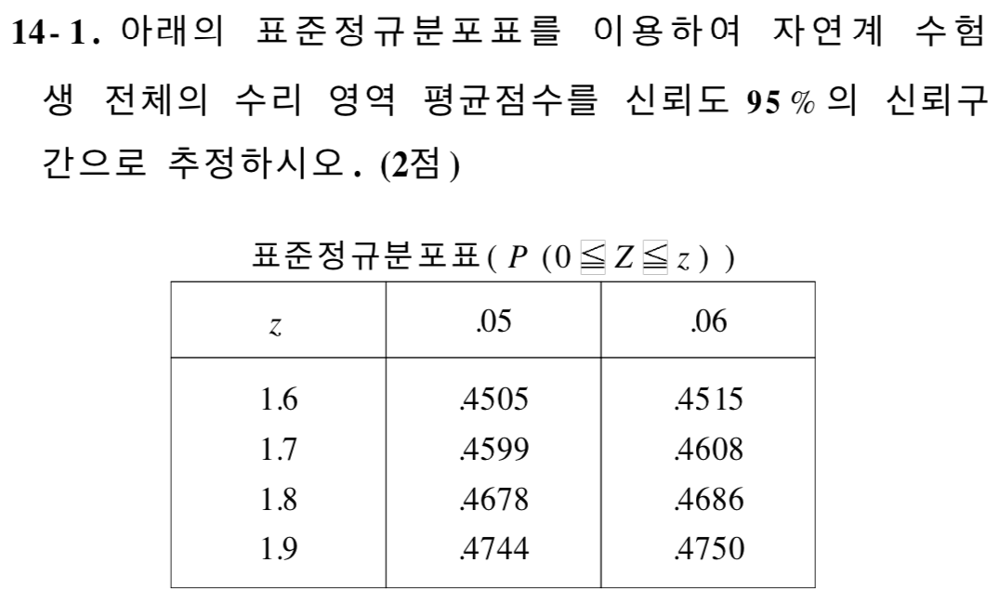 14-1. 아래의 표준정규분포표를 이용하여 자연계 수험
생 전체의 수리 영역 평균점수를 신뢰도 95 % 의 신뢰구
간으로 추정하시오. (2점)
표준정규분포표( P (0 ≦ Z ≦ z ) )
z .05 .06
1.6 .4505 .4515
1.7 .4599 .4608
1.8 .4678 .4686
1.9 .4744 .4750